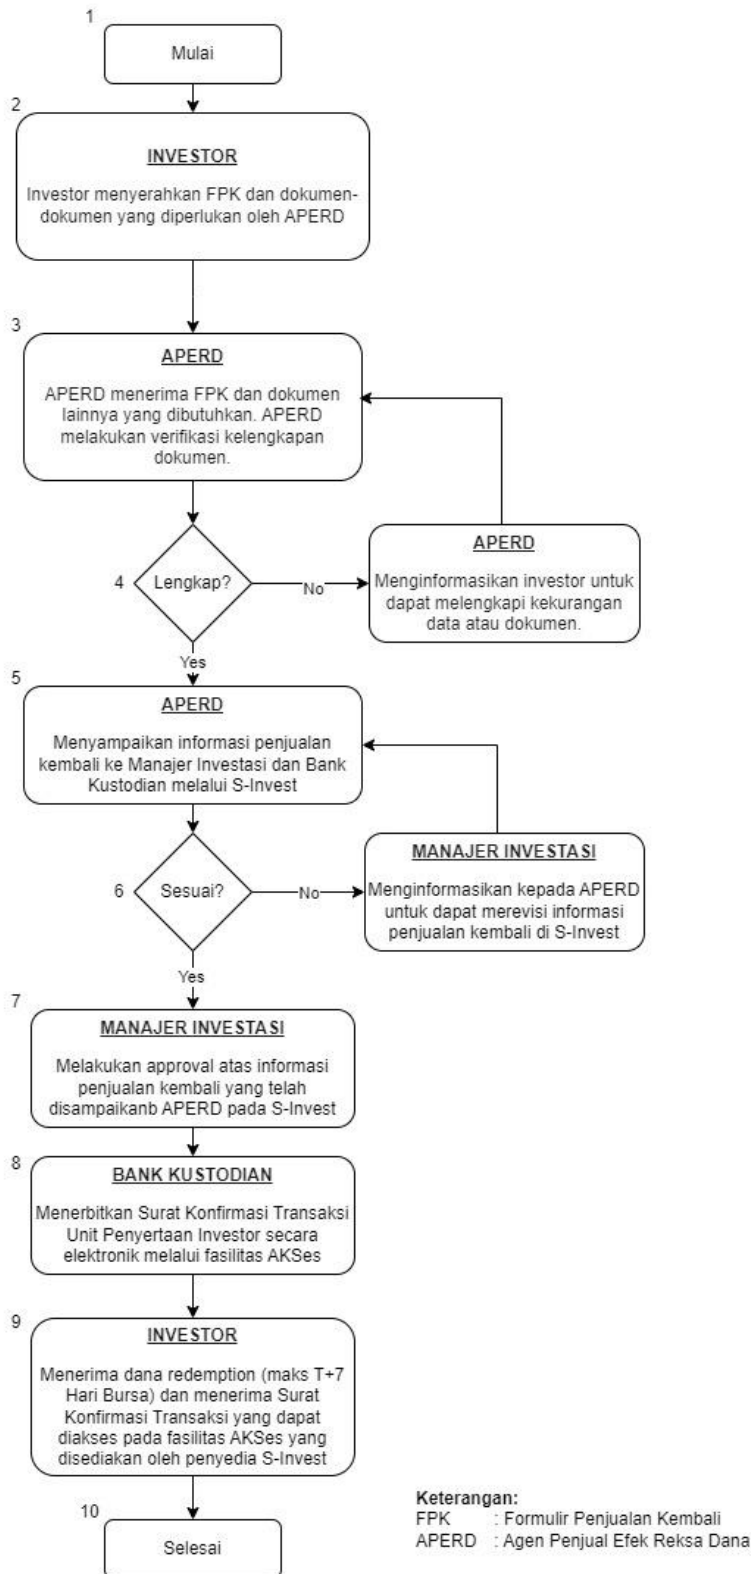 1
Mulai
2
INVESTOR
Investor menyerahkan FPK dan dokumen-
dokumen yang diperlukan oleh APERD
3
APERD
APERD menerima FPK dan dokumen
lainnya yang dibutuhkan. APERD
melakukan verifikasi kelengkapan
dokumen.
4
Lengkap?
No
APERD
Menginformasikan investor untuk
dapat melengkapi kekurangan
data atau dokumen.
Yes
5
APERD
Menyampaikan informasi penjualan
kembali ke Manajer Investasi dan Bank
Kustodian melalui S-Invest
6
Sesuai?
No
MANAJER INVESTASI
Menginformasikan kepada APERD
untuk dapat merevisi informasi
penjualan kembali di S-Invest
Yes
7
MANAJER INVESTASI
Melakukan approval atas informasi
penjualan kembali yang telah
disampaikanb APERD pada S-Invest
8
BANK KUSTODIAN
Menerbitkan Surat Konfirmasi Transaksi
Unit Penyertaan Investor secara
elektronik melalui fasilitas AKSes
9
INVESTOR
Menerima dana redemption (maks T+7
Hari Bursa) dan menerima Surat
Konfirmasi Transaksi yang dapat
diakses pada fasilitas AKSes yang
disediakan oleh penyedia S-Invest
10
Selesai
Keterangan:
FPK : Formulir Penjualan Kembali
APERD : Agen Penjual Efek Reksa Dana